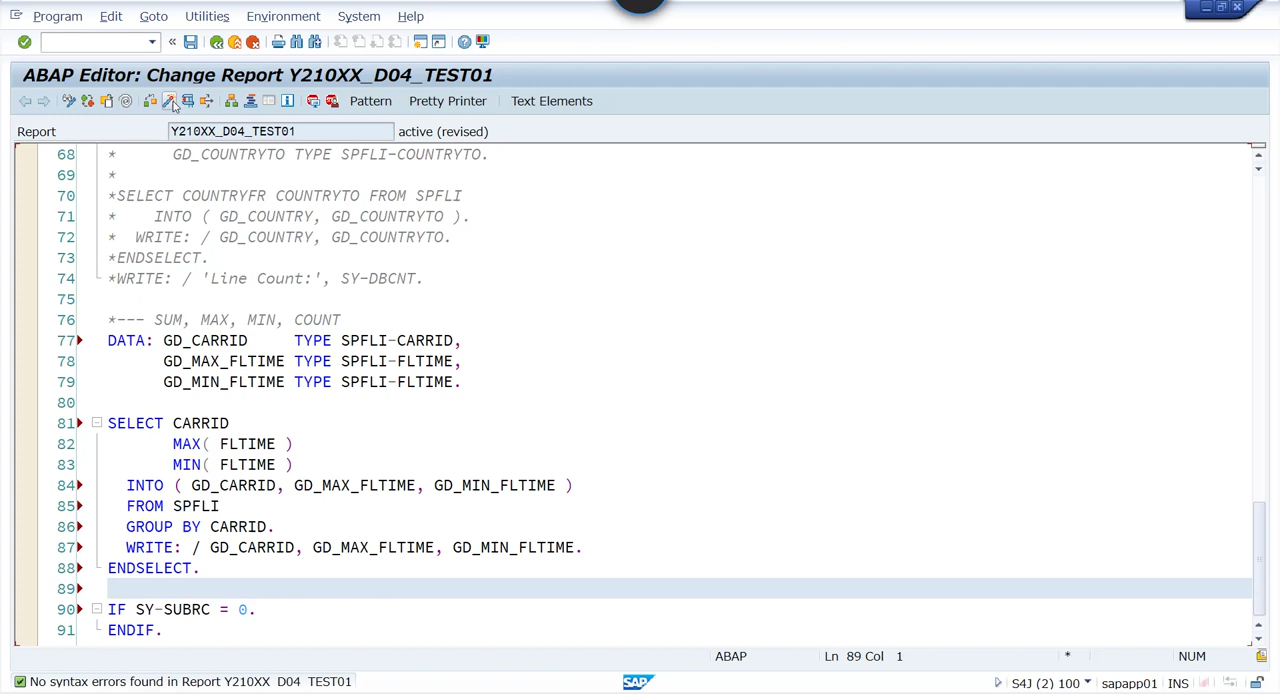 Program Edit Goto Utilities Environment System Help
ABAP Editor: Change Report Y210XX_D04_TEST01
Pattern Pretty Printer Text Elements
Report Y210XX_D04_TEST01 active (revised)
68 * GD_COUNTRYTO TYPE SPFLI-COUNTRYTO.
69 *
70 *SELECT COUNTRYFR COUNTRYTO FROM SPFLI
71 * INTO ( GD_COUNTRY, GD_COUNTRYTO ).
72 * WRITE: / GD_COUNTRY, GD_COUNTRYTO.
73 *ENDSELECT.
74 *WRITE: / 'Line Count:', SY-DBCNT.
75
76 *--- SUM, MAX, MIN, COUNT
77 DATA: GD_CARRID TYPE SPFLI-CARRID,
78 GD_MAX_FLTIME TYPE SPFLI-FLTIME,
79 GD_MIN_FLTIME TYPE SPFLI-FLTIME.
80
81 SELECT CARRID
82 MAX( FLTIME )
83 MIN( FLTIME )
84 INTO ( GD_CARRID, GD_MAX_FLTIME, GD_MIN_FLTIME )
85 FROM SPFLI
86 GROUP BY CARRID.
87 WRITE: / GD_CARRID, GD_MAX_FLTIME, GD_MIN_FLTIME.
88 ENDSELECT.
89
90 IF SY-SUBRC = 0.
91 ENDIF.
ABAP Ln 89 Col 1 * NUM
No syntax errors found in Report Y210XX_D04_TEST01 SAP S4J (2) 100 sapapp01 INS